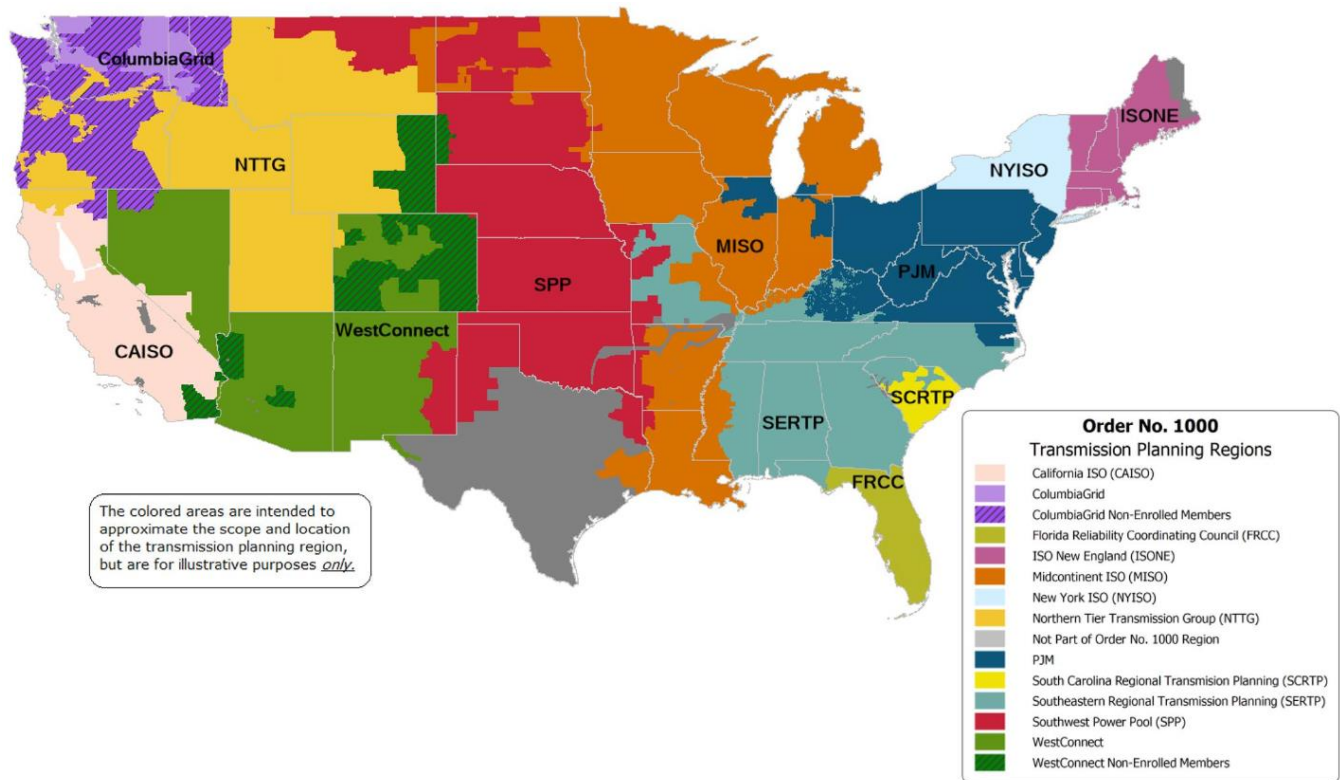 ColumbiaGrid
ISONE
NYISO
NTTG
MISO
PJM
SPP
WestConnect
CAISO
SCRTP
SERTP
FRCC
The colored areas are intended to
approximate the scope and location
of the transmission planning region,
but are for illustrative purposes only.
Order No. 1000
Transmission Planning Regions
California ISO (CAISO)
ColumbiaGrid
ColumbiaGrid Non-Enrolled Members
Florida Reliability Coordinating Council (FRCC)
ISO New England (ISONE)
Midcontinent ISO (MISO)
New York ISO (NYISO)
Northern Tier Transmission Group (NTTG)
Not Part of Order No. 1000 Region
PJM
South Carolina Regional Transmision Planning (SCRTP)
Southeastern Regional Transmission Planning (SERTP)
Southwest Power Pool (SPP)
WestConnect
WestConnect Non-Enrolled Members